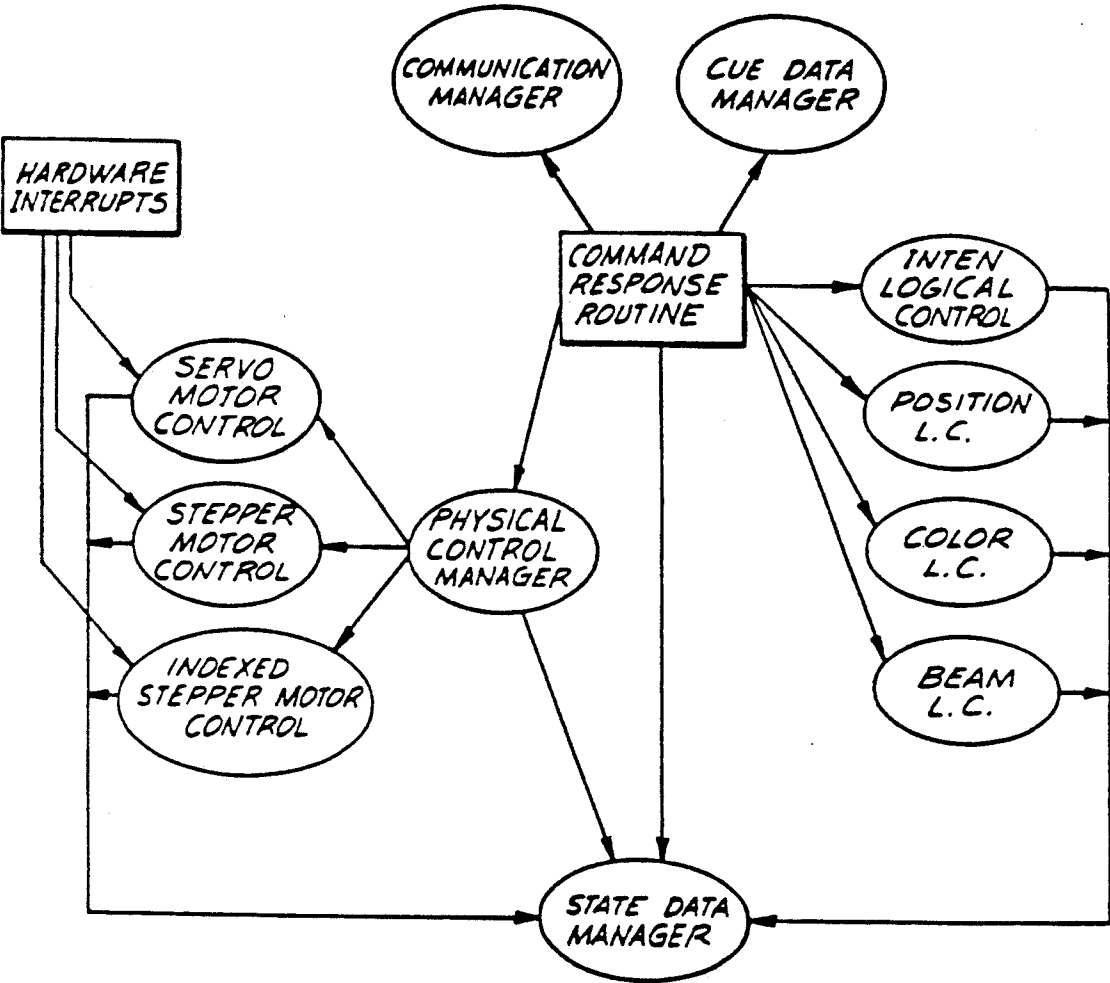 COMMUNICATION
MANAGER
CUE DATA
MANAGER
HARDWARE
INTERRUPTS
COMMAND
RESPONSE
ROUTINE
INTEN
LOGICAL
CONTROL
SERVO
MOTOR
CONTROL
POSITION
L.C.
STEPPER
MOTOR
CONTROL
PHYSICAL
CONTROL
MANAGER
COLOR
L.C.
INDEXED
STEPPER MOTOR
CONTROL
BEAM
L.C.
STATE DATA
MANAGER